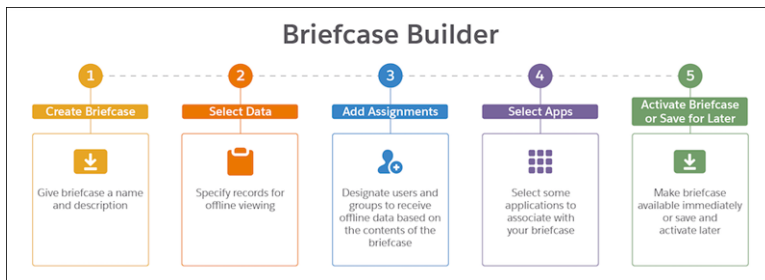 Briefcase Builder
1
2
3
4
5
Create Briefcase
Select Data
Add Assignments
Select Apps
Activate Briefcase
or Save for Later
Give briefcase a name
and description
Specify records for
offline viewing
Designate users and
groups to receive
offline data based on
the contents of the
briefcase
Select some
applications to
associate with
your briefcase
Make briefcase
available immediately
or save and
activate later